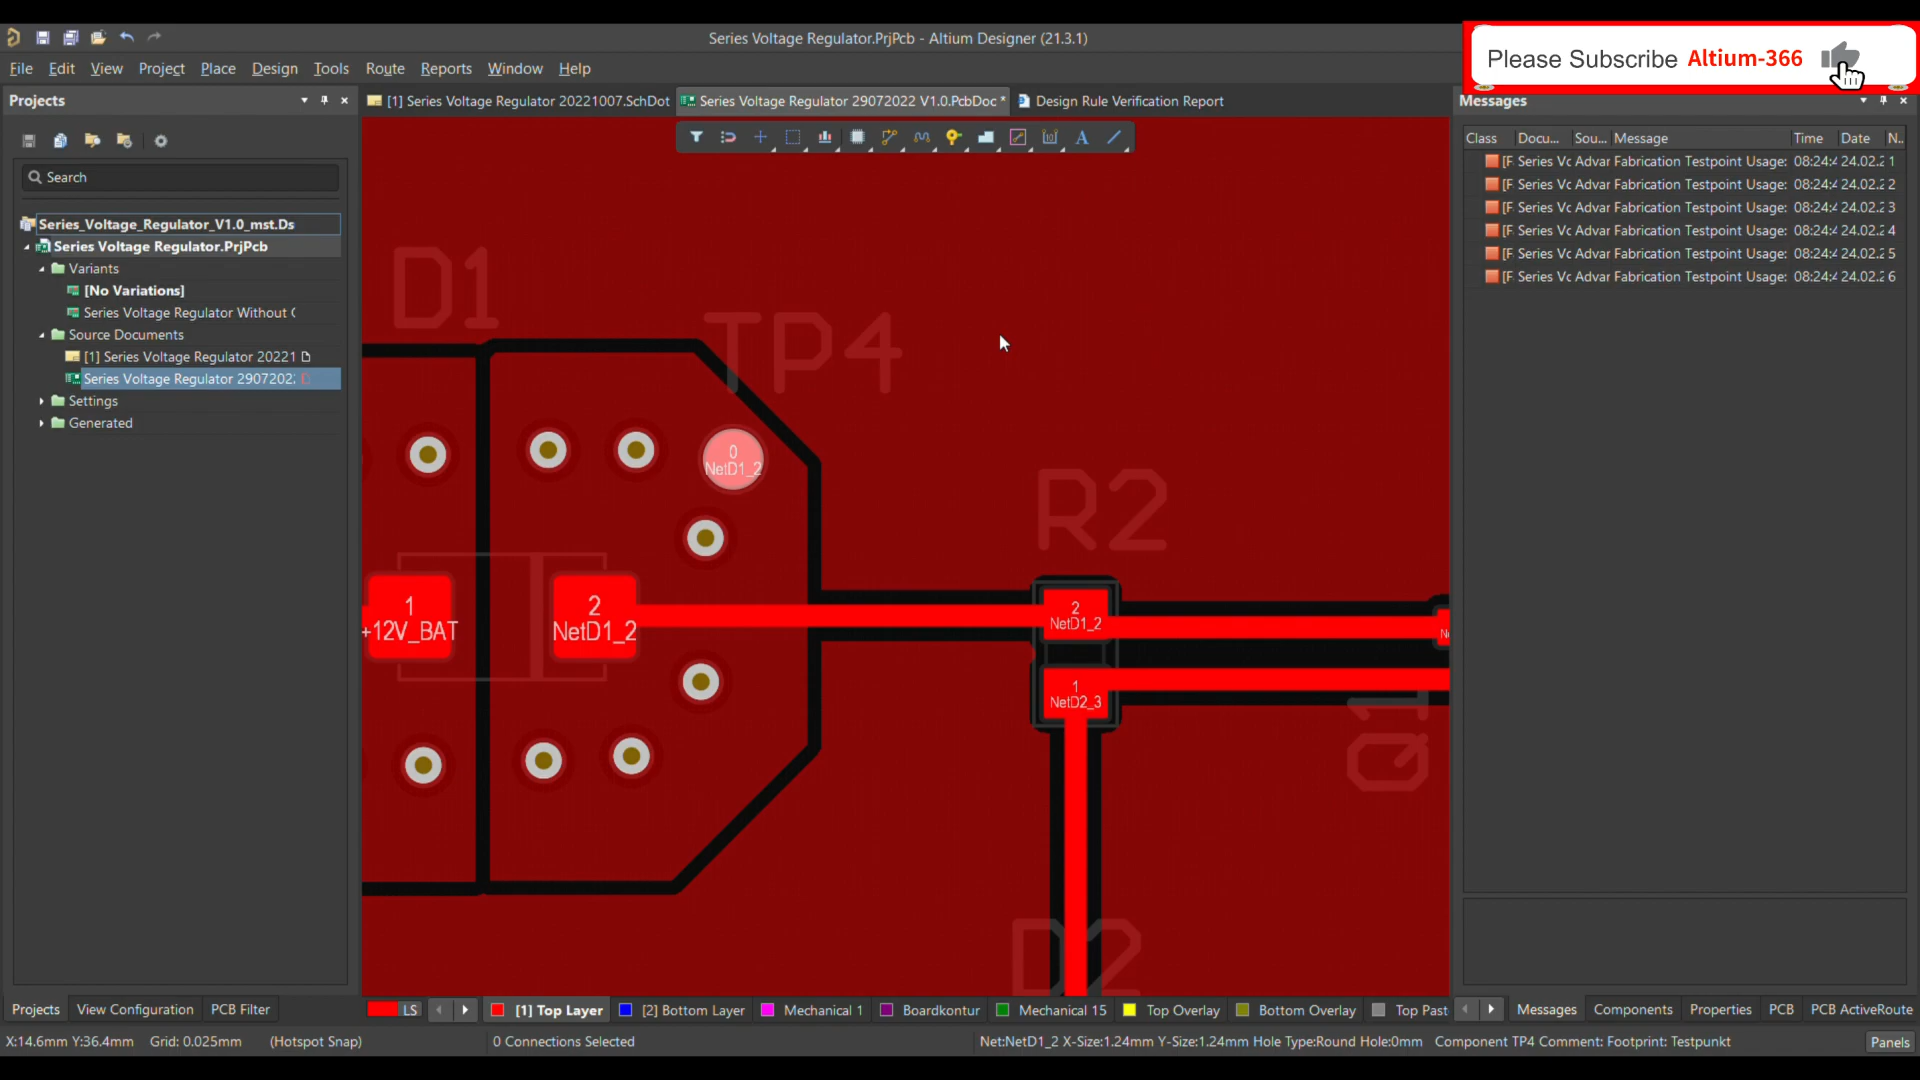 Series Voltage Regulator.PrjPcb - Altium Designer (21.3.1)
Please Subscribe Altium-366
File Edit View Project Place Design Tools Route Reports Window Help
Projects
[1] Series Voltage Regulator 20221007.SchDot
Series Voltage Regulator 29072022 V1.0.PcbDoc *
Design Rule Verification Report
Messages
Search
Class Docu... Sou... Message Time Date N..
[F Series Vc Advar Fabrication Testpoint Usage: 08:24:4 24.02.2 1
[F Series Vc Advar Fabrication Testpoint Usage: 08:24:4 24.02.2 2
[F Series Vc Advar Fabrication Testpoint Usage: 08:24:4 24.02.2 3
[F Series Vc Advar Fabrication Testpoint Usage: 08:24:4 24.02.2 4
[F Series Vc Advar Fabrication Testpoint Usage: 08:24:4 24.02.2 5
[F Series Vc Advar Fabrication Testpoint Usage: 08:24:4 24.02.2 6
Series_Voltage_Regulator_V1.0_mst.Ds
Series Voltage Regulator.PrjPcb
Variants
[No Variations]
Series Voltage Regulator Without
Source Documents
[1] Series Voltage Regulator 20221
Series Voltage Regulator 2907202
Settings
Generated
D1
TP4
0
NetD1_2
R2
1
+12V_BAT
2
NetD1_2
2
NetD1_2
1
NetD2_3
Q1
D2
Projects View Configuration PCB Filter
LS [1] Top Layer [2] Bottom Layer Mechanical 1 Boardkontur Mechanical 15 Top Overlay Bottom Overlay Top Past
Messages Components Properties PCB PCB ActiveRoute
X:14.6mm Y:36.4mm Grid: 0.025mm (Hotspot Snap)
0 Connections Selected
Net:NetD1_2 X-Size:1.24mm Y-Size:1.24mm Hole Type:Round Hole:0mm Component TP4 Comment: Footprint: Testpunkt
Panels